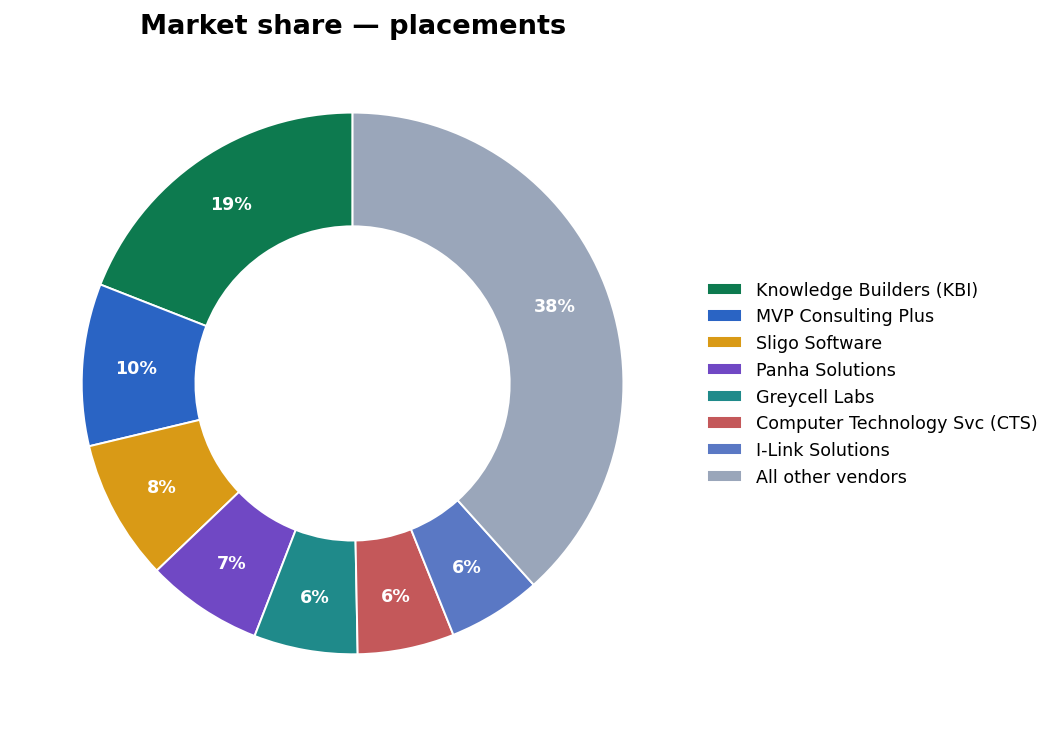 Market share — placements
19%
38%
10%
8%
7%
6%
6%
6%
Knowledge Builders (KBI)
MVP Consulting Plus
Sligo Software
Panha Solutions
Greycell Labs
Computer Technology Svc (CTS)
I-Link Solutions
All other vendors